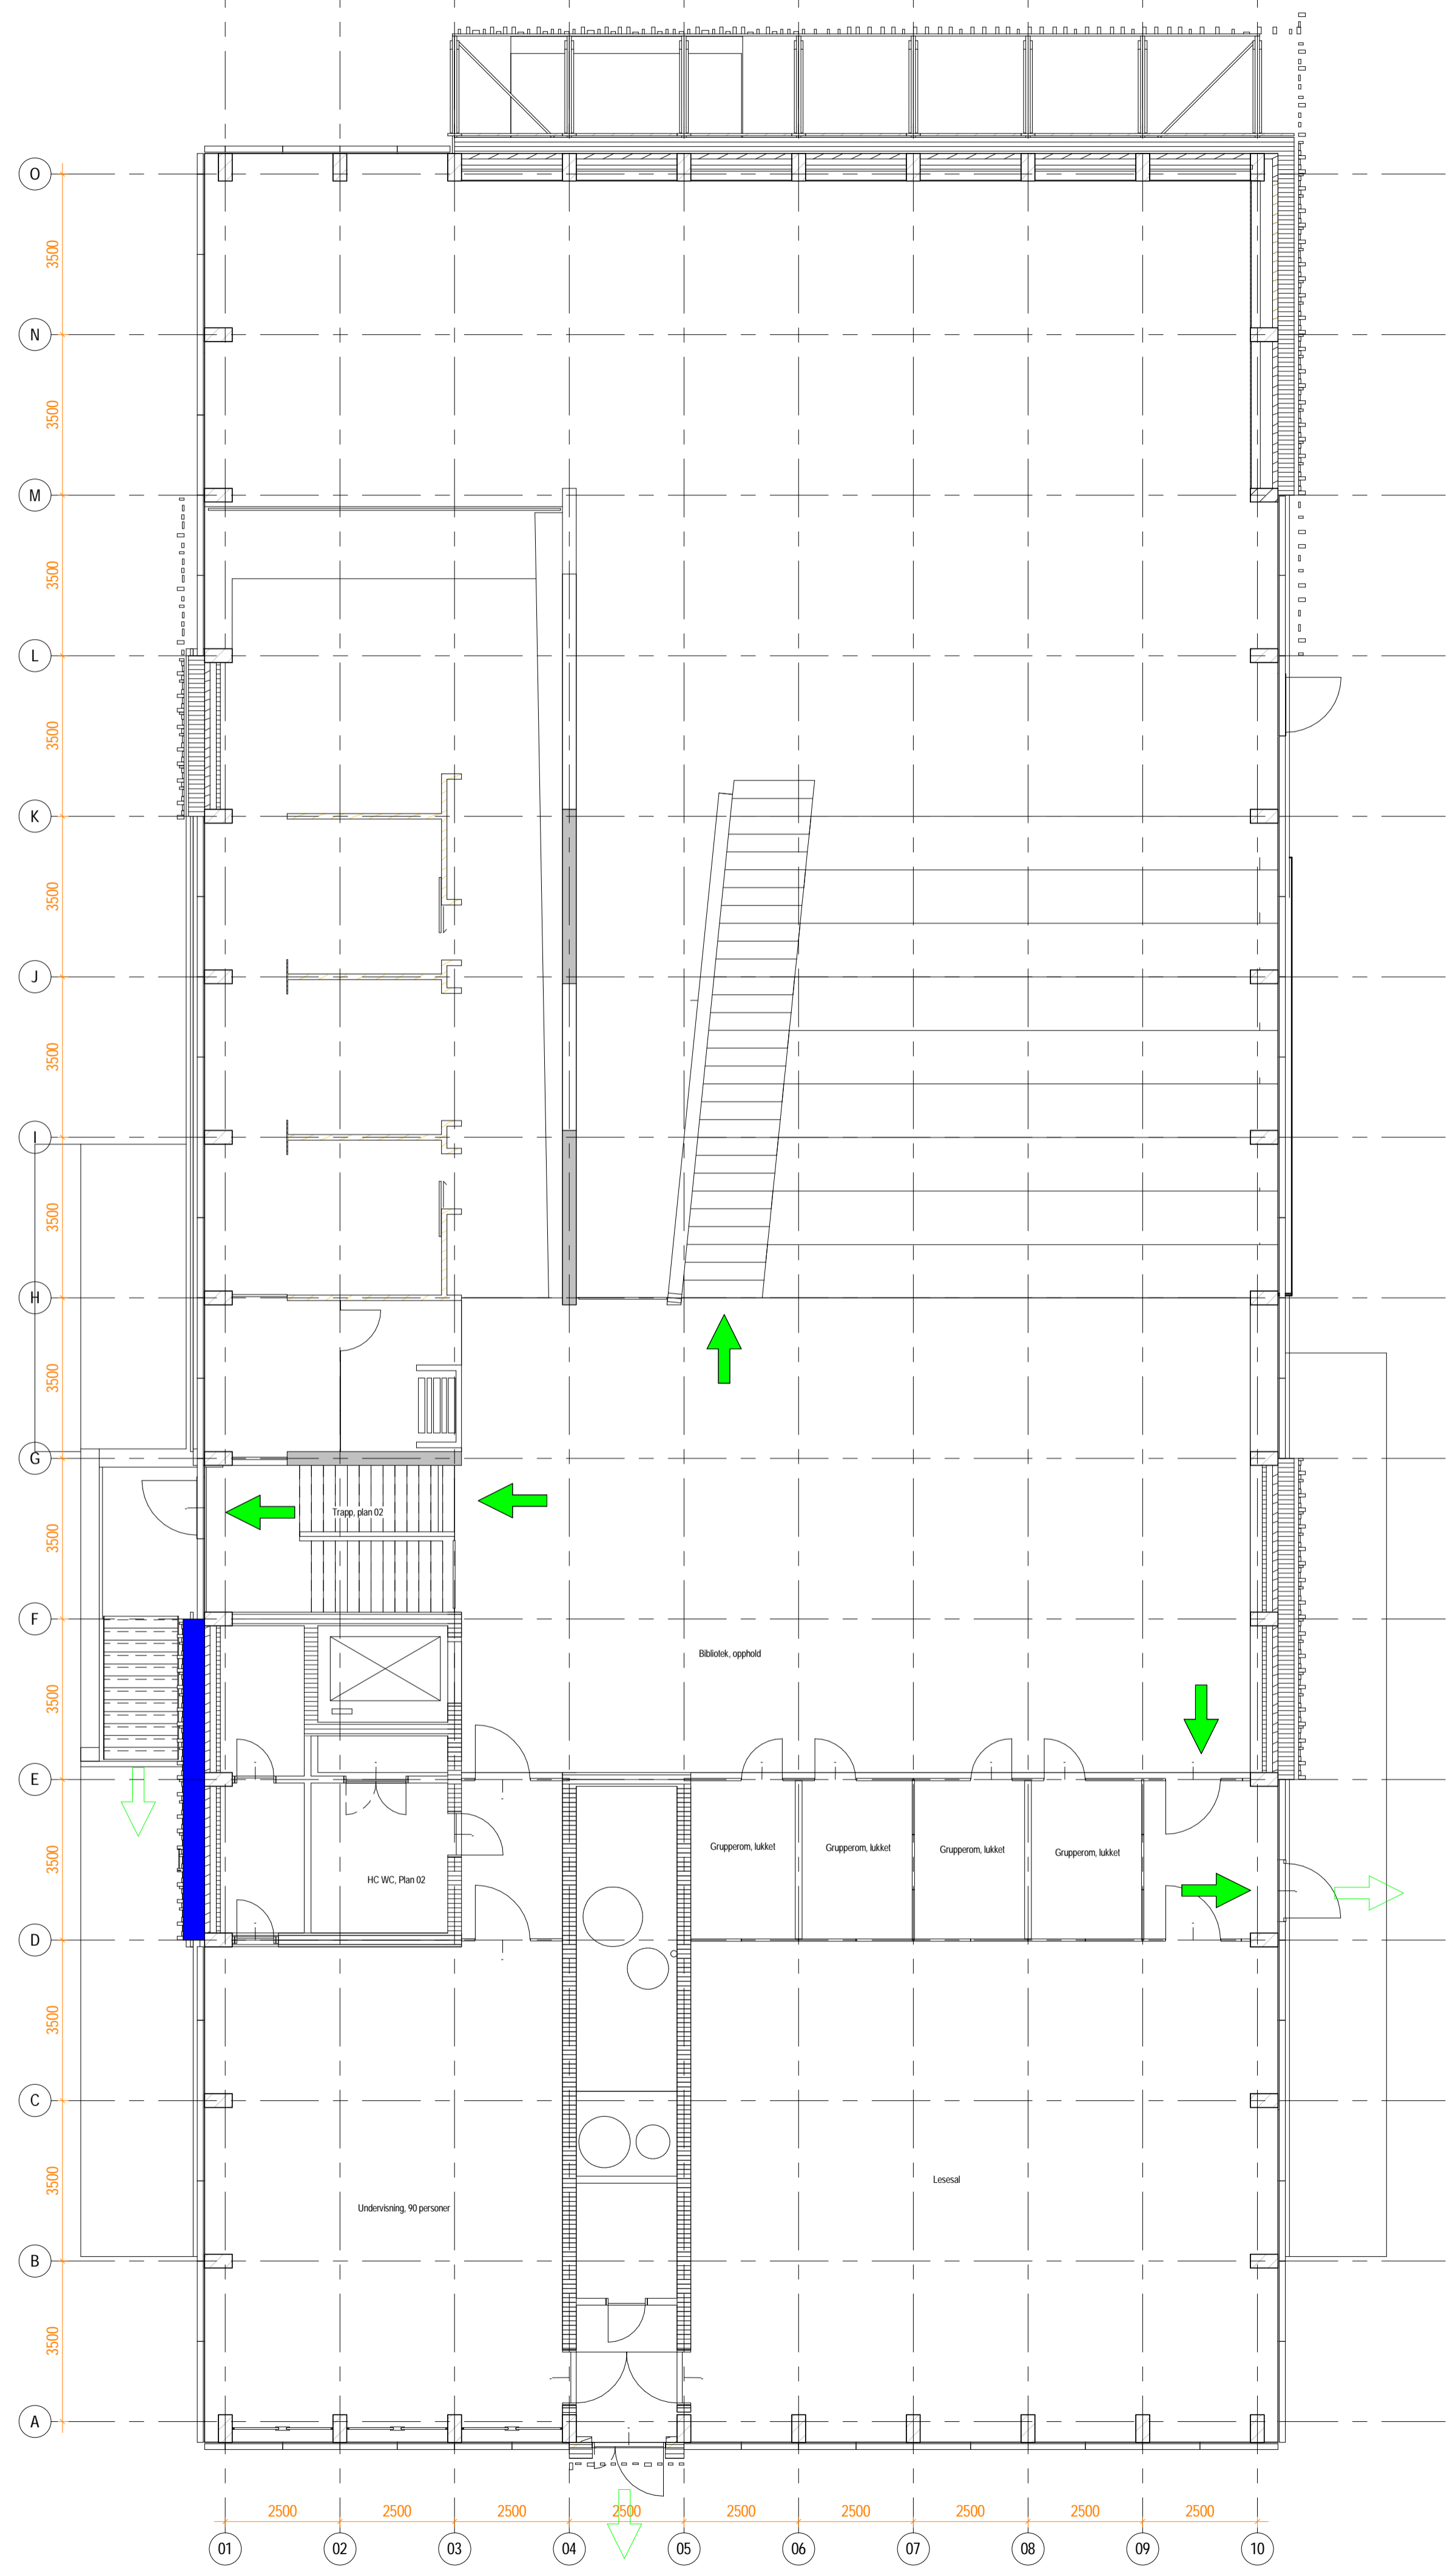 O
3500
N
3500
M
3500
L
3500
K
3500
J
3500
I
3500
H
3500
G
Trapp, plan 02
3500
F
Bibliotek, opphold
3500
E
Grupperom, lukket
Grupperom, lukket
Grupperom, lukket
Grupperom, lukket
3500
HC WC, Plan 02
D
3500
C
3500
Lesesal
Undervisning, 90 personer
B
3500
A
2500 2500 2500 2500 2500 2500 2500 2500 2500
01 02 03 04 05 06 07 08 09 10